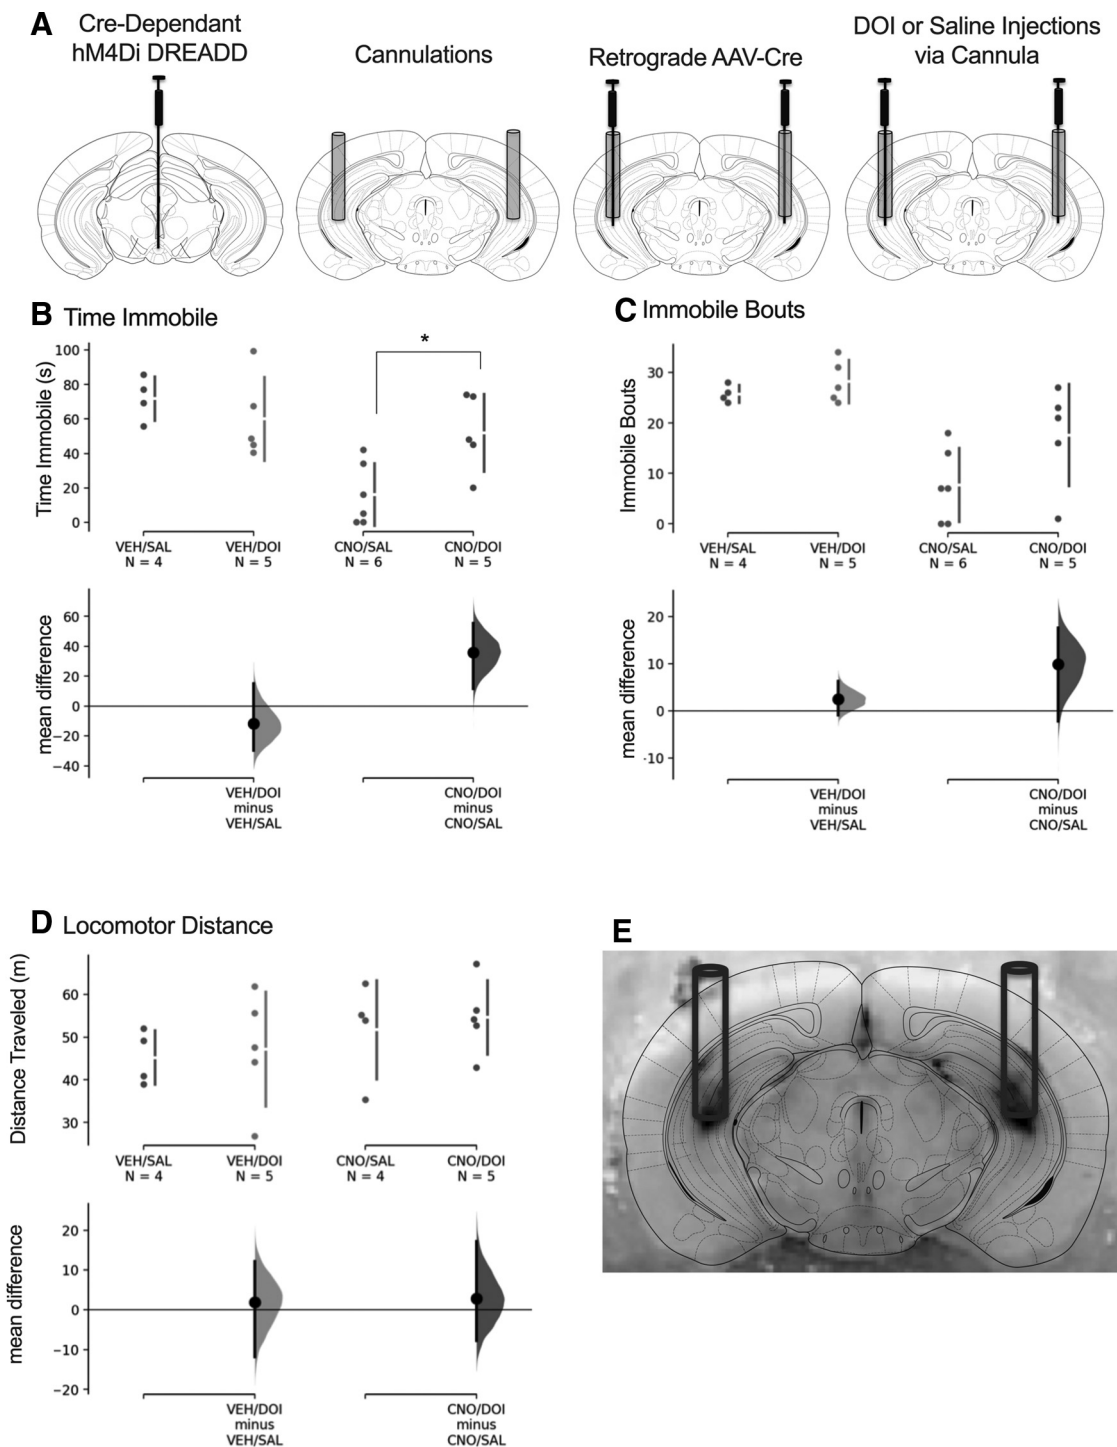 A
Cre-Dependant
hM4Di DREADD
Cannulations
Retrograde AAV-Cre
DOI or Saline Injections
via Cannula
B Time Immobile
Time Immobile (s)
100
80
60
40
20
0
*
VEH/SAL
N = 4
VEH/DOI
N = 5
CNO/SAL
N = 6
CNO/DOI
N = 5
mean difference
60
40
20
0
−20
−40
VEH/DOI
minus
VEH/SAL
CNO/DOI
minus
CNO/SAL
C Immobile Bouts
Immobile Bouts
30
20
10
0
VEH/SAL
N = 4
VEH/DOI
N = 5
CNO/SAL
N = 6
CNO/DOI
N = 5
mean difference
20
10
0
-10
VEH/DOI
minus
VEH/SAL
CNO/DOI
minus
CNO/SAL
D Locomotor Distance
Distance Traveled (m)
60
50
40
30
VEH/SAL
N = 4
VEH/DOI
N = 5
CNO/SAL
N = 4
CNO/DOI
N = 5
mean difference
20
10
0
−10
−20
VEH/DOI
minus
VEH/SAL
CNO/DOI
minus
CNO/SAL
E